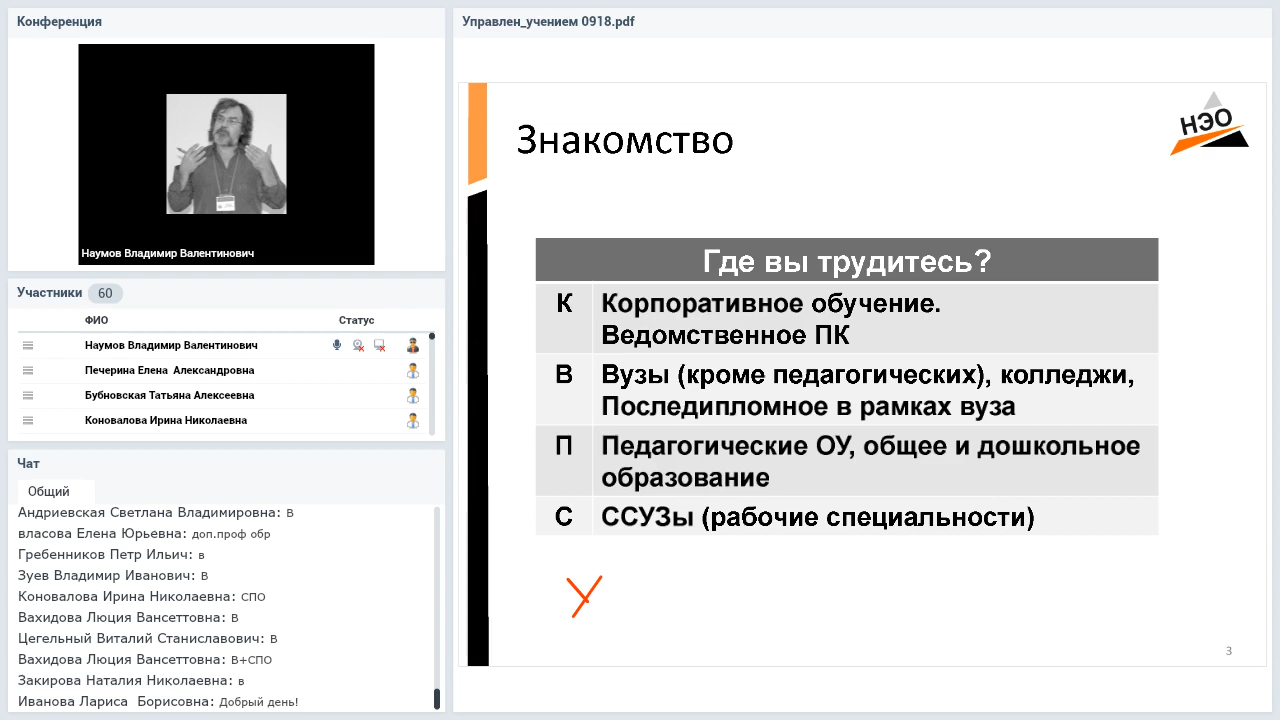 Конференция
Наумов Владимир Валентинович
Участники 60
ФИО Статус
Наумов Владимир Валентинович
Печерина Елена Александровна
Бубновская Татьяна Алексеевна
Коновалова Ирина Николаевна
Чат
Общий
Андриевская Светлана Владимировна: В
власова Елена Юрьевна: доп.проф обр
Гребенников Петр Ильич: в
Зуев Владимир Иванович: В
Коновалова Ирина Николаевна: СПО
Вахидова Люция Вансеттовна: В
Цегельный Виталий Станиславович: В
Вахидова Люция Вансеттовна: В+СПО
Закирова Наталия Николаевна: в
Иванова Лариса Борисовна: Добрый день!
Управлен_учением 0918.pdf
НЭО
Знакомство
Где вы трудитесь?
К Корпоративное обучение.
Ведомственное ПК
В Вузы (кроме педагогических), колледжи,
Последипломное в рамках вуза
П Педагогические ОУ, общее и дошкольное
образование
С ССУЗы (рабочие специальности)
У
3